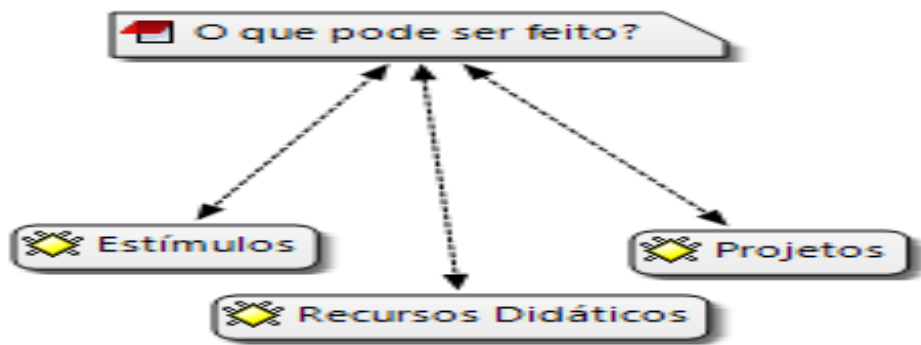 O que pode ser feito?
Estímulos
Projetos
Recursos Didáticos